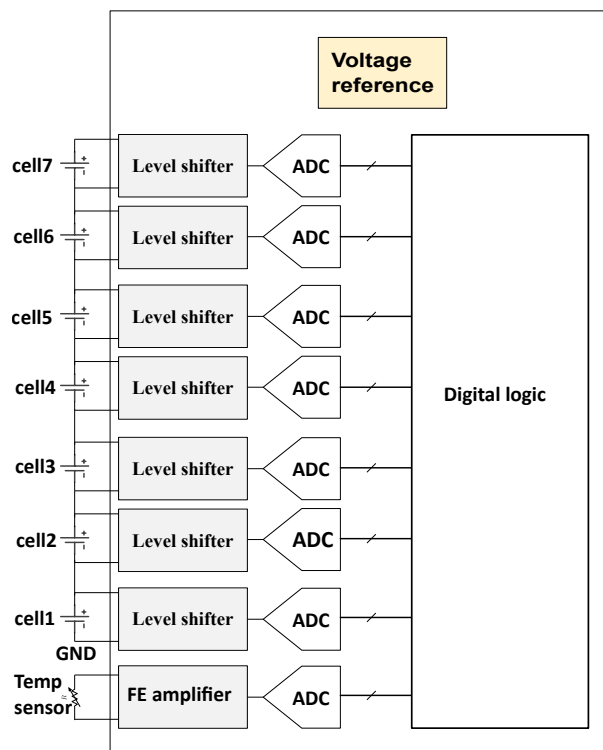 Voltage
reference
cell7
Level shifter
ADC
cell6
Level shifter
ADC
cell5
Level shifter
ADC
cell4
Level shifter
ADC
Digital logic
cell3
Level shifter
ADC
cell2
Level shifter
ADC
cell1
Level shifter
ADC
GND
Temp
sensor
FE amplifier
ADC